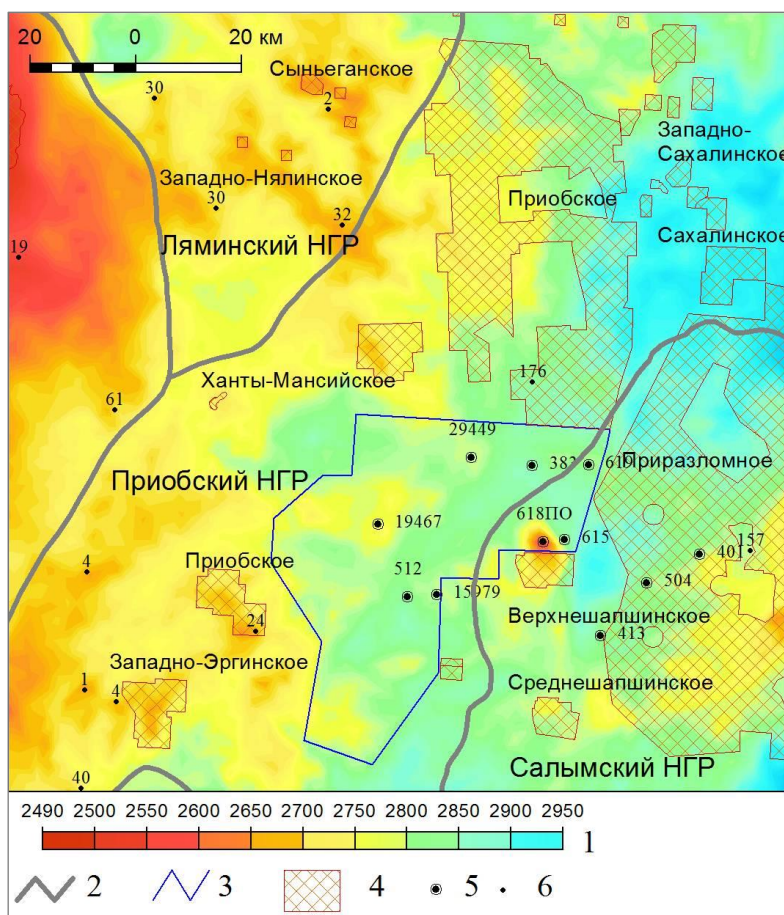 20 0 20 км
Сыньеганское
30
2
Западно-
Сахалинское
Западно-Нялинское
Приобское
30
32
Сахалинское
Ляминский НГР
19
176
Ханты-Мансийское
61
29449
382
619
Приразломное
Приобский НГР
19467
618ПО
615
157
401
Приобское
4
512
15979
504
Верхнешапшинское
24
413
Западно-Эргинское
1
4
Среднешапшинское
40
Салымский НГР
2490 2500 2550 2600 2650 2700 2750 2800 2850 2900 2950
1
2 3 4 5 6